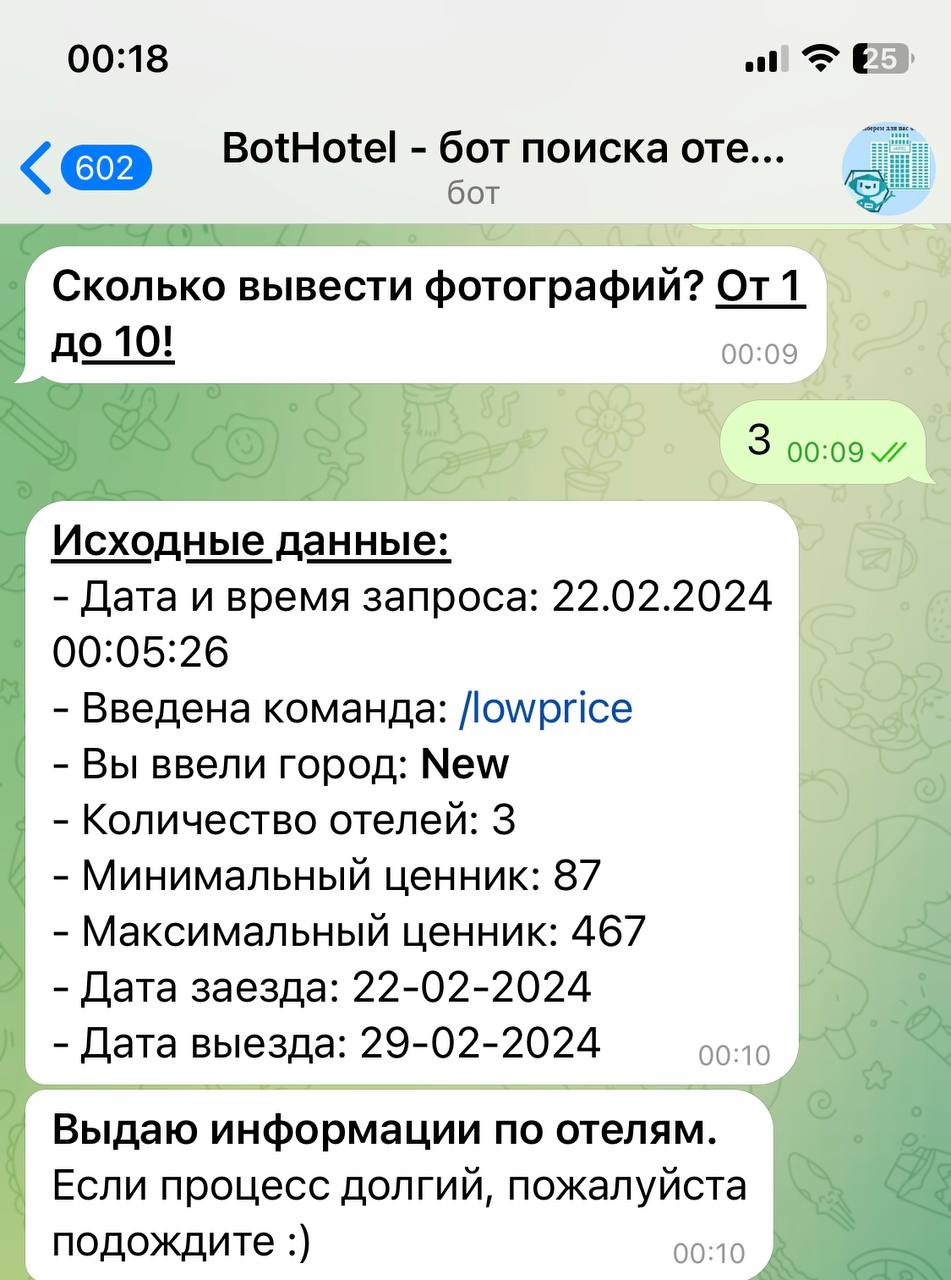 00:18
25
602
BotHotel - бот поиска оте...
бот
Сколько вывести фотографий? От 1
до 10!
00:09
3 00:09
Исходные данные:
- Дата и время запроса: 22.02.2024
00:05:26
- Введена команда: /lowprice
- Вы ввели город: New
- Количество отелей: 3
- Минимальный ценник: 87
- Максимальный ценник: 467
- Дата заезда: 22-02-2024
- Дата выезда: 29-02-2024
00:10
Выдаю информации по отелям.
Если процесс долгий, пожалуйста
подождите :)
00:10